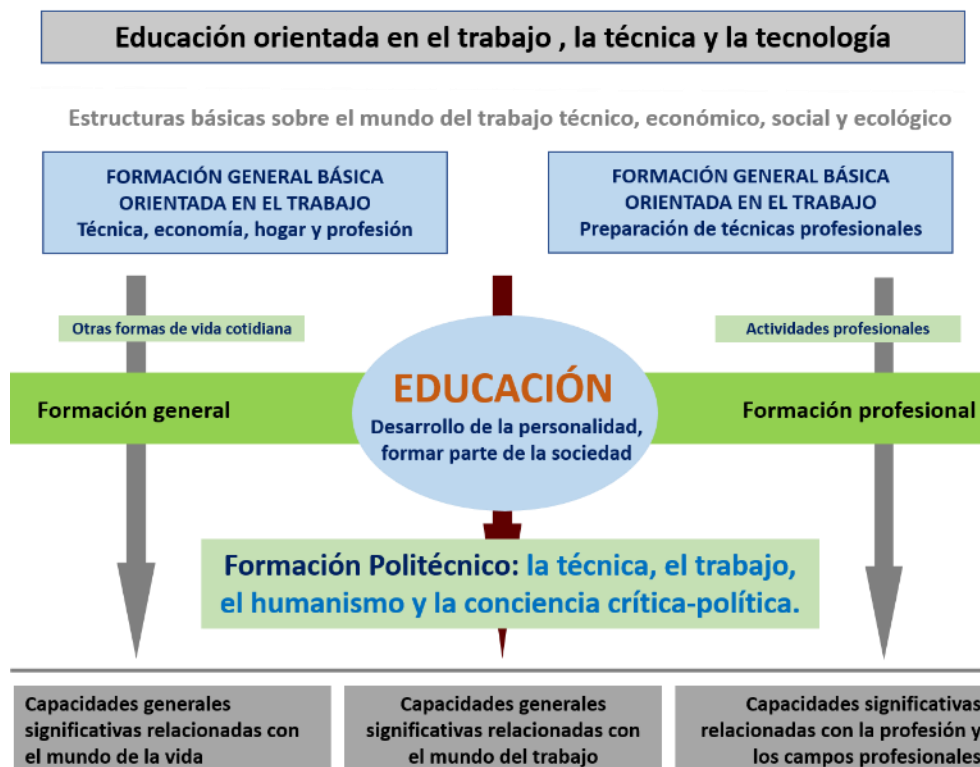 Educación orientada en el trabajo , la técnica y la tecnología
Estructuras básicas sobre el mundo del trabajo técnico, económico, social y ecológico
FORMACIÓN GENERAL BÁSICA
ORIENTADA EN EL TRABAJO
Técnica, economía, hogar y profesión
FORMACIÓN GENERAL BÁSICA
ORIENTADA EN EL TRABAJO
Preparación de técnicas profesionales
Otras formas de vida cotidiana
Actividades profesionales
Formación general
EDUCACIÓN
Desarrollo de la personalidad,
formar parte de la sociedad
Formación profesional
Formación Politécnico: la técnica, el trabajo,
el humanismo y la conciencia crítica-política.
Capacidades generales
significativas relacionadas con
el mundo de la vida
Capacidades generales
significativas relacionadas con
el mundo del trabajo
Capacidades significativas
relacionadas con la profesión y
los campos profesionales